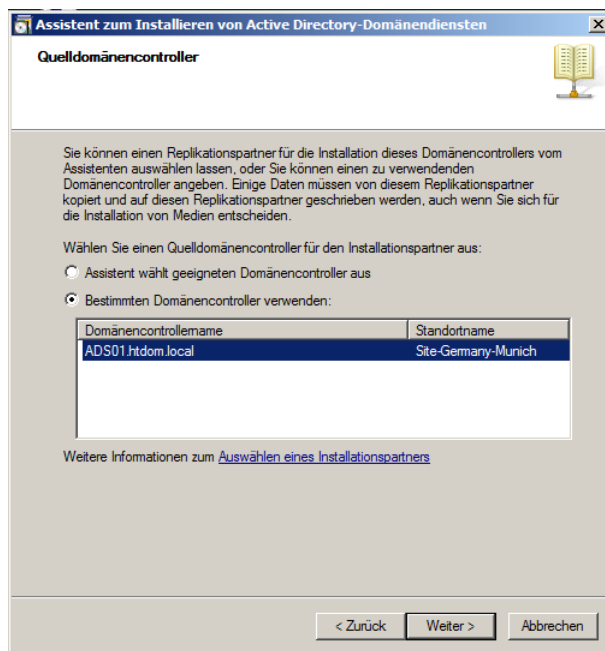 Assistent zum Installieren von Active Directory-Domänendiensten
Quelldomänencontroller
Sie können einen Replikationspartner für die Installation dieses Domänencontrollers vom
Assistenten auswählen lassen, oder Sie können einen zu verwendenden
Domänencontroller angeben. Einige Daten müssen von diesem Replikationspartner
kopiert und auf diesen Replikationspartner geschrieben werden, auch wenn Sie sich für
die Installation von Medien entscheiden.
Wählen Sie einen Quelldomänencontroller für den Installationspartner aus:
Assistent wählt geeigneten Domänencontroller aus
Bestimmten Domänencontroller verwenden:
Domänencontrollername Standortname
ADS01.htdom.local Site-Germany-Munich
Weitere Informationen zum Auswählen eines Installationspartners
< Zurück Weiter > Abbrechen